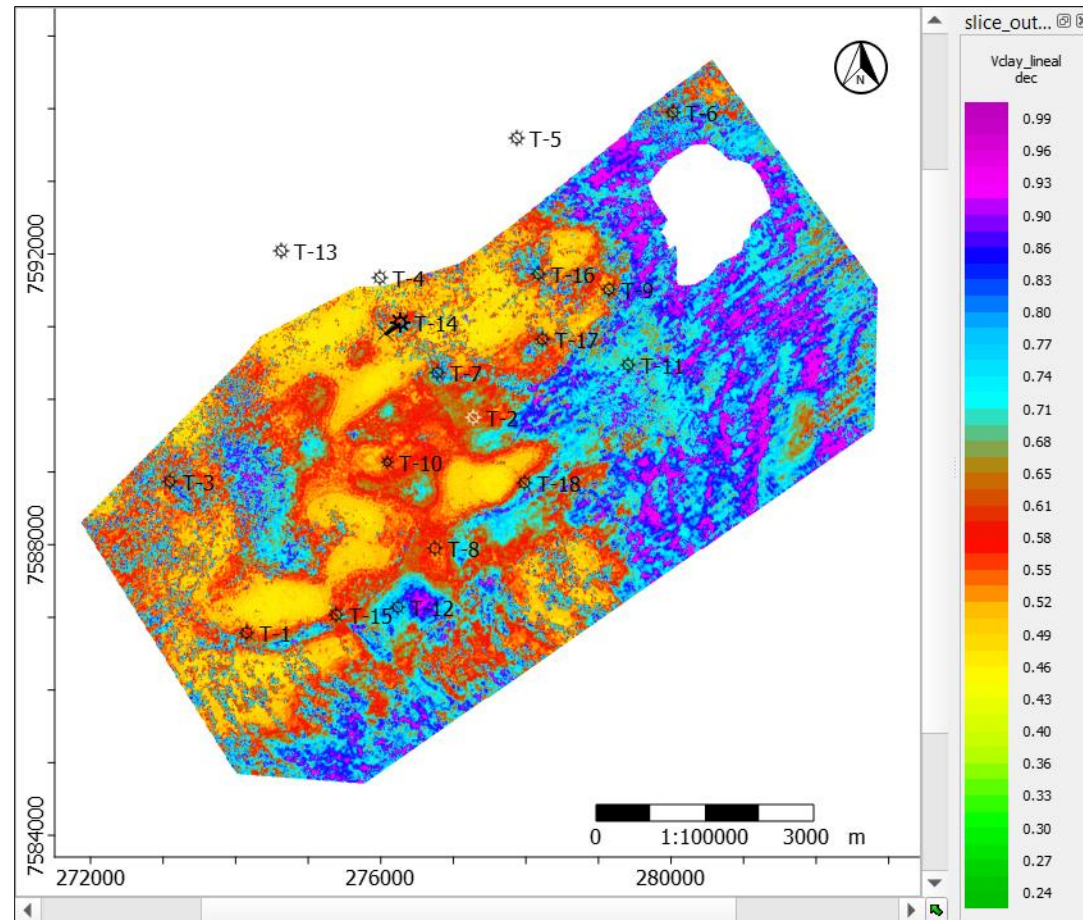 slice_out...
Vclay_lineal
dec
N
T-6
T-5
T-13
T-4
T-16
T-9
T-14
T-17
T-11
T-7
T-2
T-10
T-3
T-18
T-8
T-12
T-15
T-1
7592000
7588000
7584000
0 1:100000 3000 m
272000 276000 280000
0.99
0.96
0.93
0.90
0.86
0.83
0.80
0.77
0.74
0.71
0.68
0.65
0.61
0.58
0.55
0.52
0.49
0.46
0.43
0.40
0.36
0.33
0.30
0.27
0.24